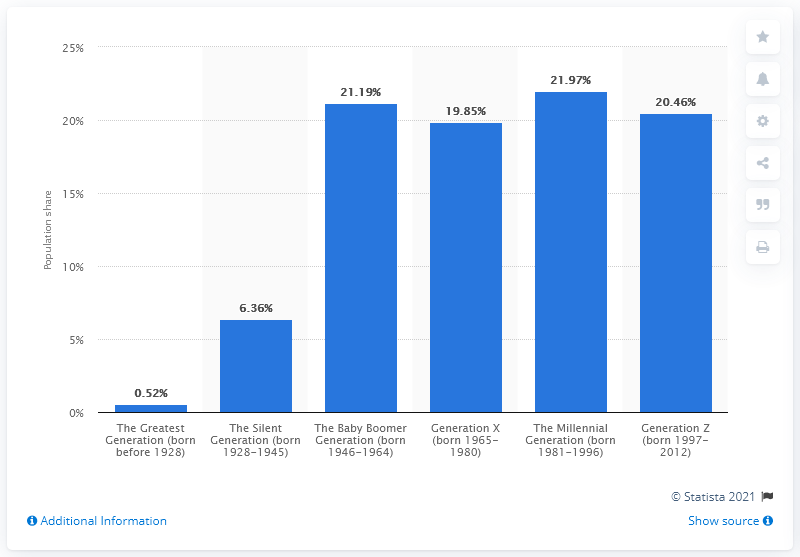 25%
20%
15%
10%
5%
0%
Population share
0.52%
6.36%
21.19%
19.85%
21.97%
20.46%
The Greatest
Generation (born
before 1928)
The Silent
Generation (born
1928-1945)
The Baby Boomer
Generation (born
1946-1964)
Generation X
(born 1965-
1980)
The Millennial
Generation (born
1981-1996)
Generation Z
(born 1997-
2012)
© Statista 2021
Additional Information
Show source